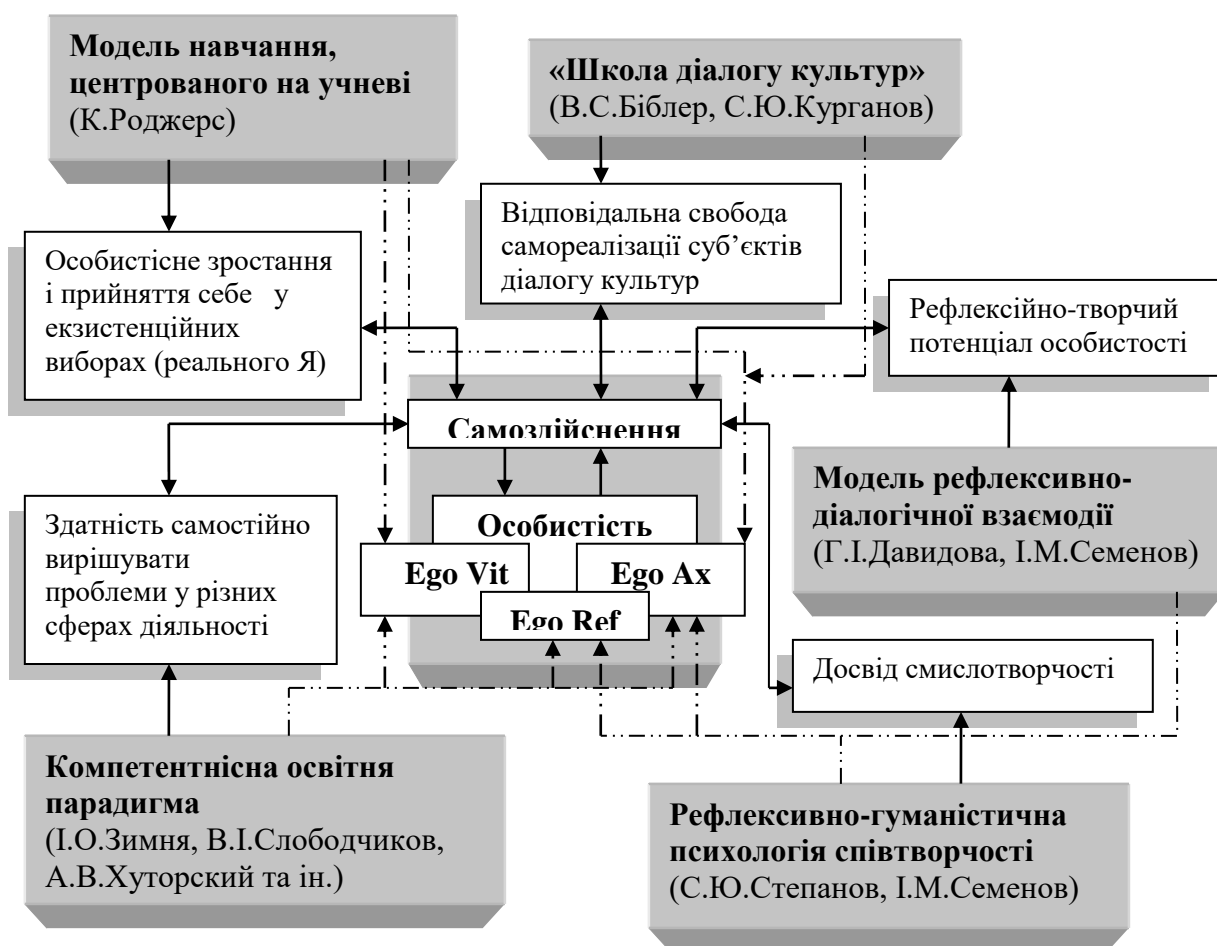 Модель навчання,
центрованого на учневі
(К.Роджерс)
«Школа діалогу культур»
(В.С.Біблер, С.Ю.Курганов)
Відповідальна свобода
самореалізації суб’єктів
діалогу культур
Особистісне зростання
і прийняття себе у
екзистенційних
виборах (реального Я)
Рефлексійно-творчий
потенціал особистості
Самоздійснення
Модель рефлексивно-
діалогічної взаємодії
(Г.І.Давидова, І.М.Семенов)
Здатність самостійно
вирішувати
проблеми у різних
сферах діяльності
Особистість
Ego Vit
Ego Ax
Ego Ref
Досвід смислотворчості
Компетентнісна освітня
парадигма
(І.О.Зимня, В.І.Слободчиков,
А.В.Хуторский та ін.)
Рефлексивно-гуманістична
психологія співтворчості
(С.Ю.Степанов, І.М.Семенов)